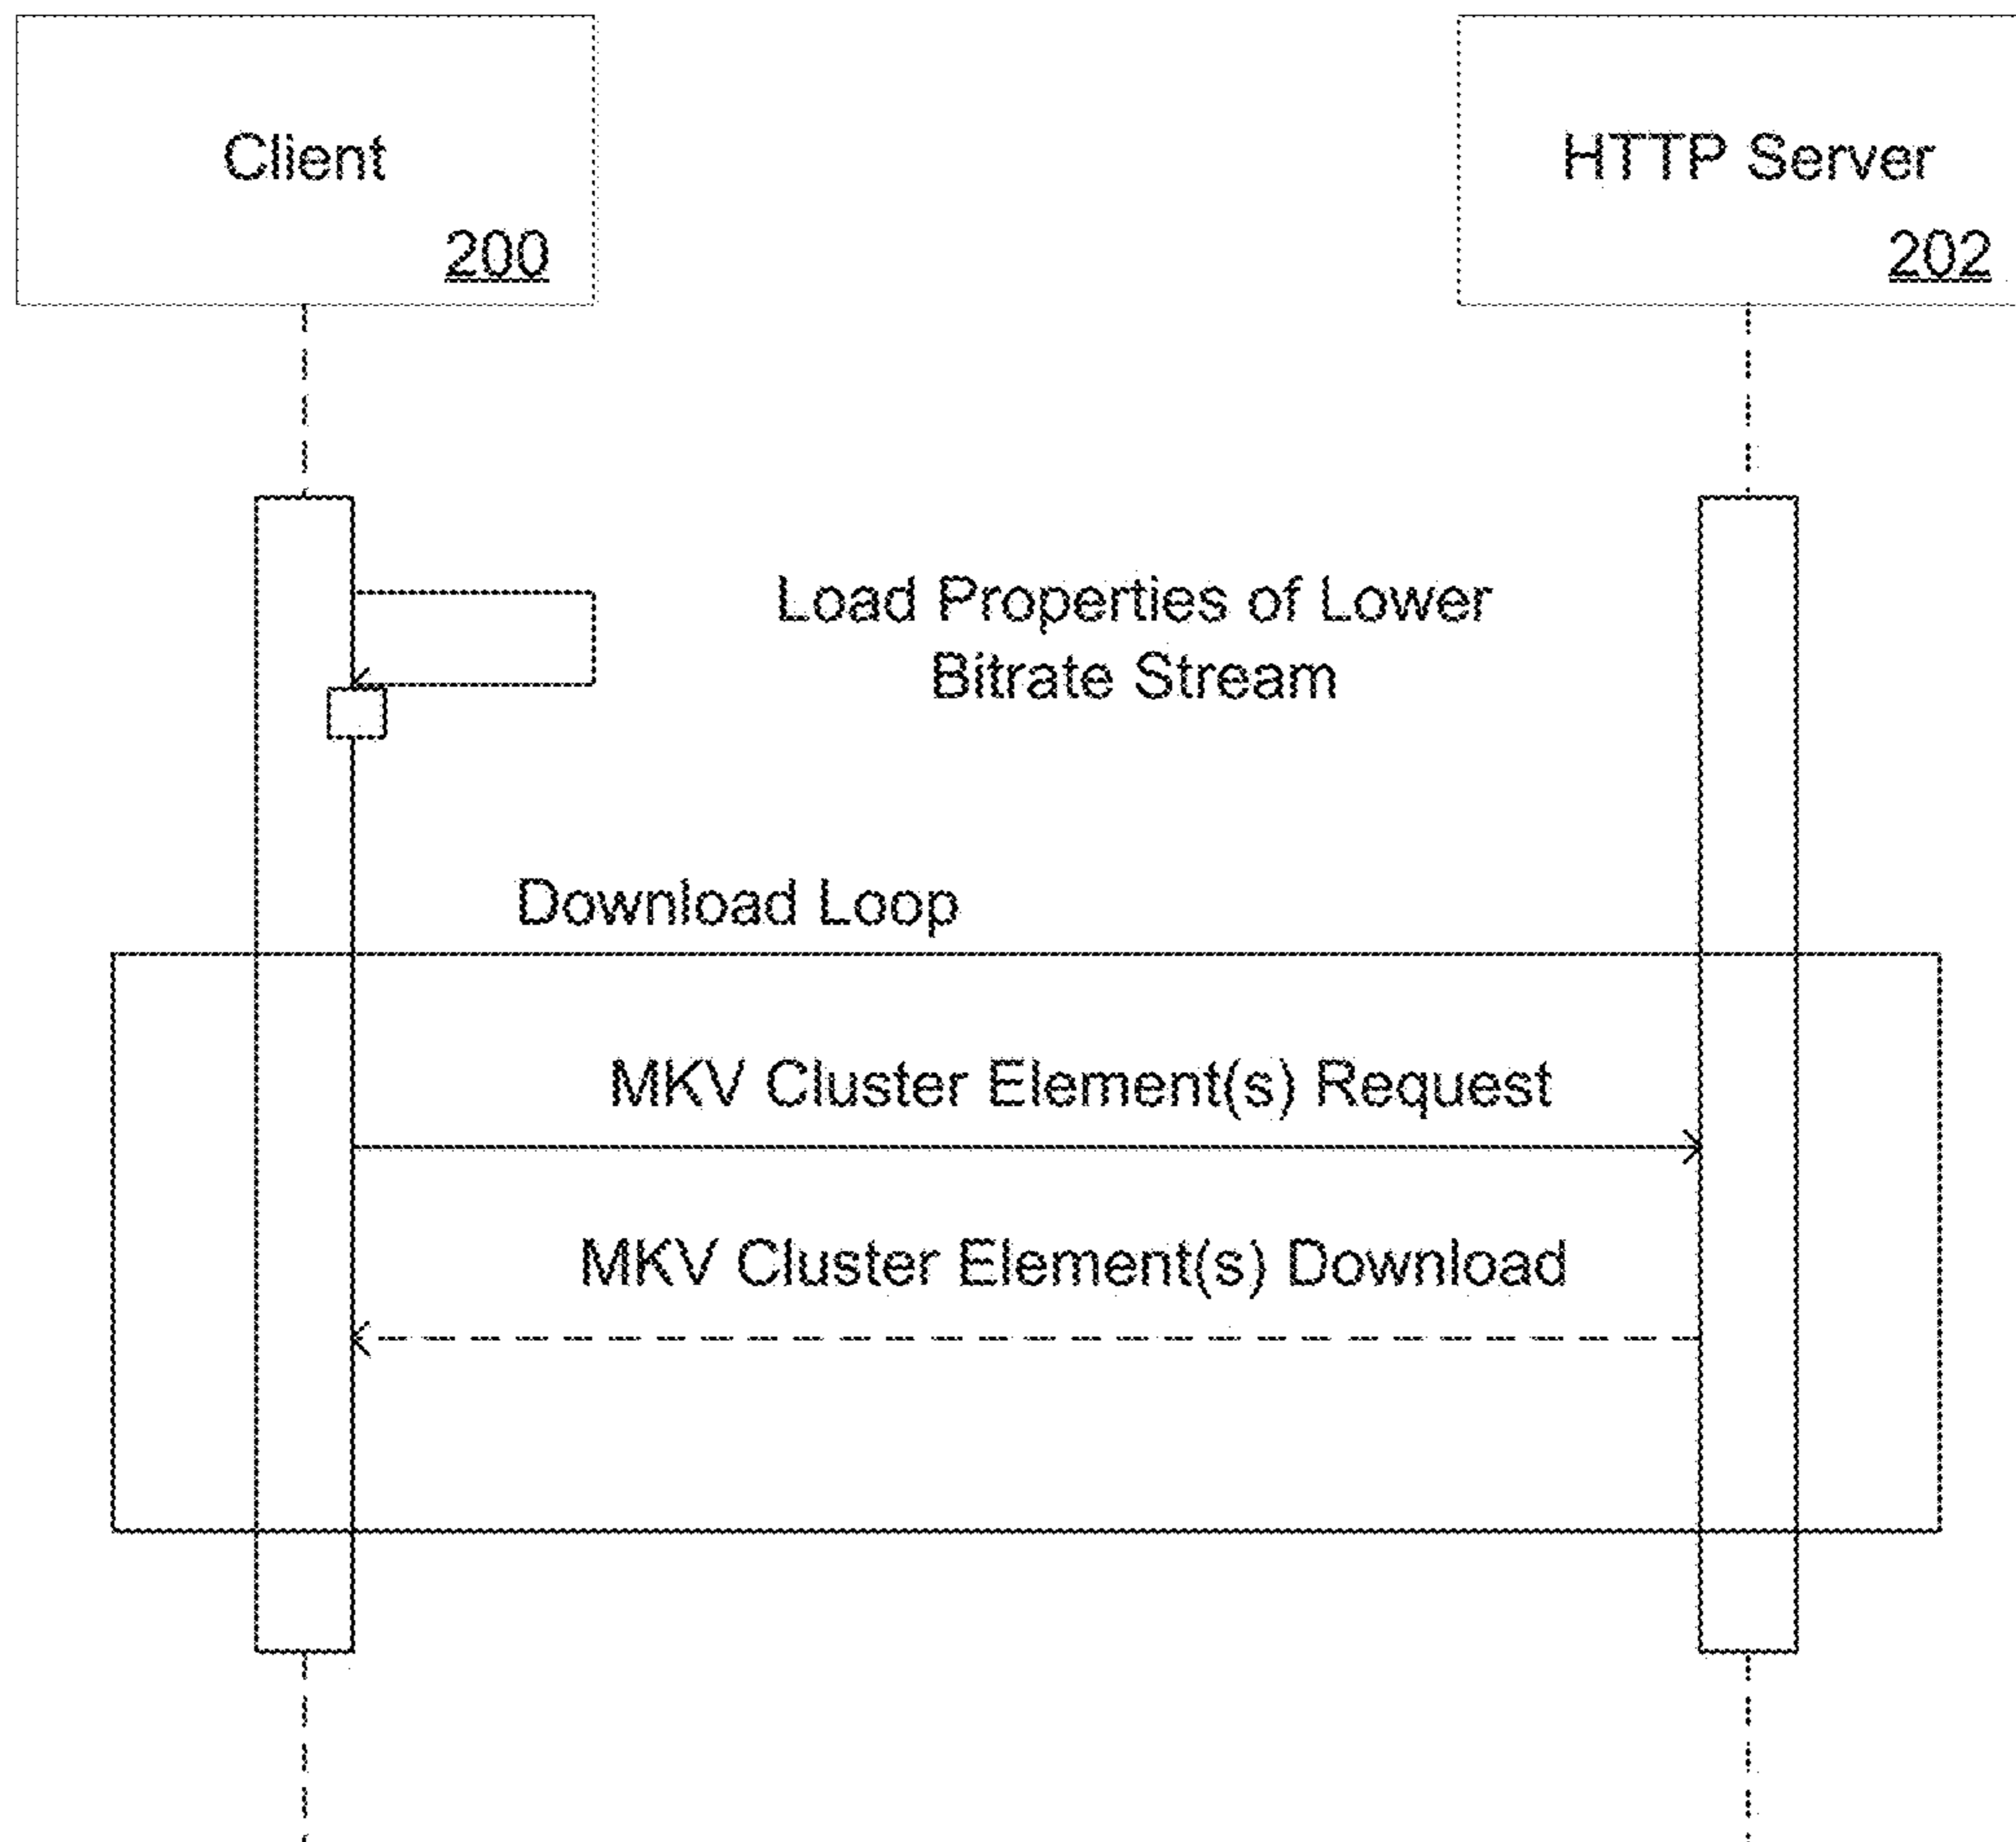 Client
200
HTTP Server
202
Load Properties of Lower
Bitrate Stream
Download Loop
MKV Cluster Element(s) Request
MKV Cluster Element(s) Download